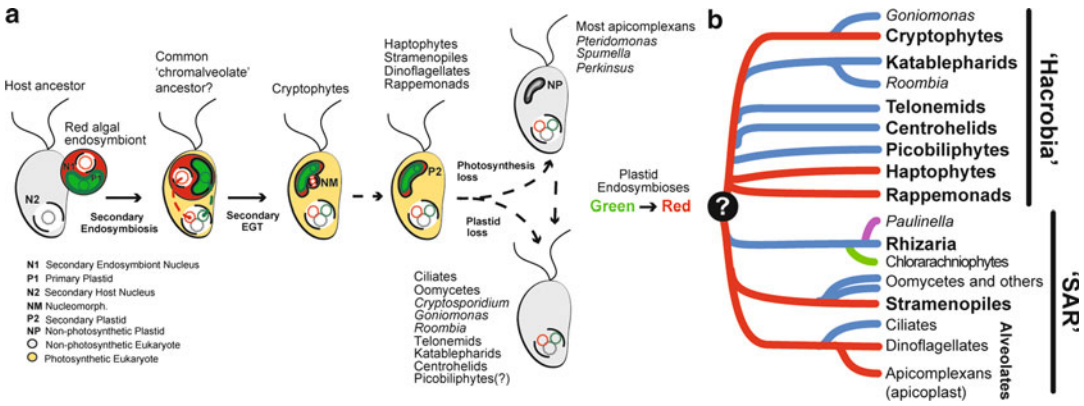 a
Host ancestor
Red algal
endosymbiont
N1
P1
N2
Secondary
Endosymbiosis
Common
'chromalveolate'
ancestor?
Secondary
EGT
Cryptophytes
NM
Haptophytes
Stramenopiles
Dinoflagellates
Rappemonads
P2
Photosynthesis
loss
Plastid
loss
Most apicomplexans
Pteridomonas
Spumella
Perkinsus
NP
Ciliates
Oomycetes
Cryptosporidium
Goniomonas
Roombia
Telonemids
Katablepharids
Centrohelids
Picobiliphytes(?)
N1 Secondary Endosymbiont Nucleus
P1 Primary Plastid
N2 Secondary Host Nucleus
NM Nucleomorph.
P2 Secondary Plastid
NP Non-photosynthetic Plastid
Non-photosynthetic Eukaryote
Photosynthetic Eukaryote
b
Plastid
Endosymbioses
Green → Red
?
Goniomonas
Cryptophytes
Katablepharids
Roombia
Telonemids
Centrohelids
Picobiliphytes
Haptophytes
Rappemonads
'Hacrobia'
Paulinella
Rhizaria
Chlorarachniophytes
Oomycetes and others
Stramenopiles
Ciliates
Dinoflagellates
Apicomplexans
(apicoplast)
Alveolates
'SAR'